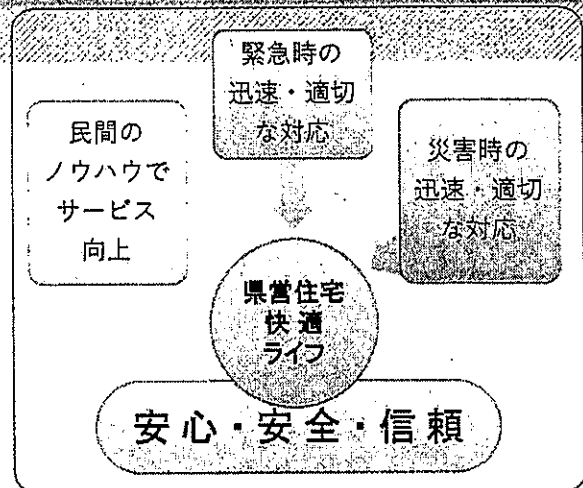 緊急時の
迅速・適切
な対応
民間の
ノウハウで
サービス
向上
災害時の
迅速・適切
な対応
県営住宅
快適
ライフ
安心・安全・信頼